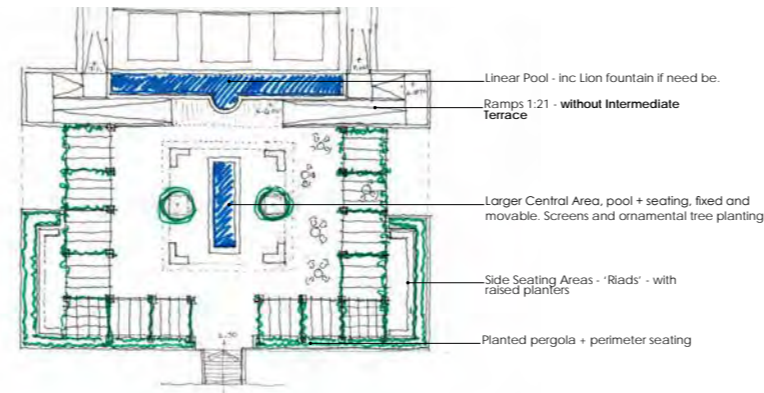 Linear Pool - inc Lion fountain if need be.
Ramps 1:21 - without Intermediate
Terrace
Larger Central Area, pool + seating, fixed and
movable. Screens and ornamental tree planting
Side Seating Areas - 'Riads' - with
raised planters
Planted pergola + perimeter seating